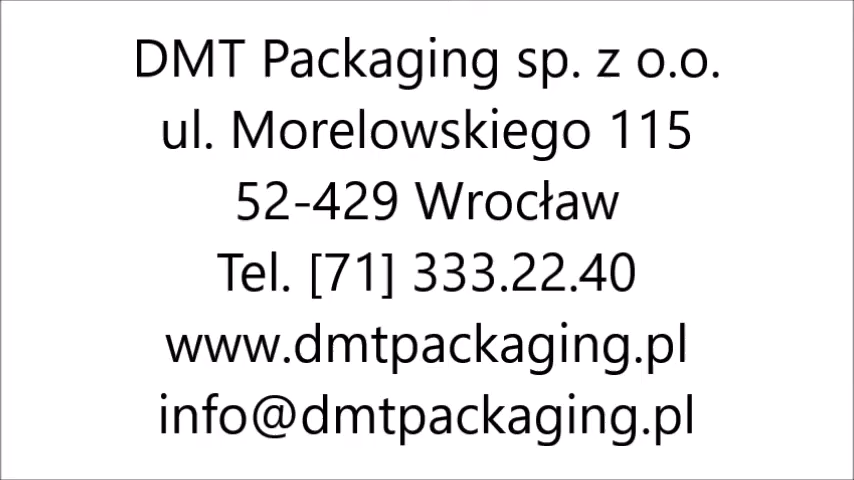 DMT Packaging sp. z o.o.
ul. Morelowskiego 115
52-429 Wrocław
Tel. [71] 333.22.40
www.dmtpackaging.pl
info@dmtpackaging.pl